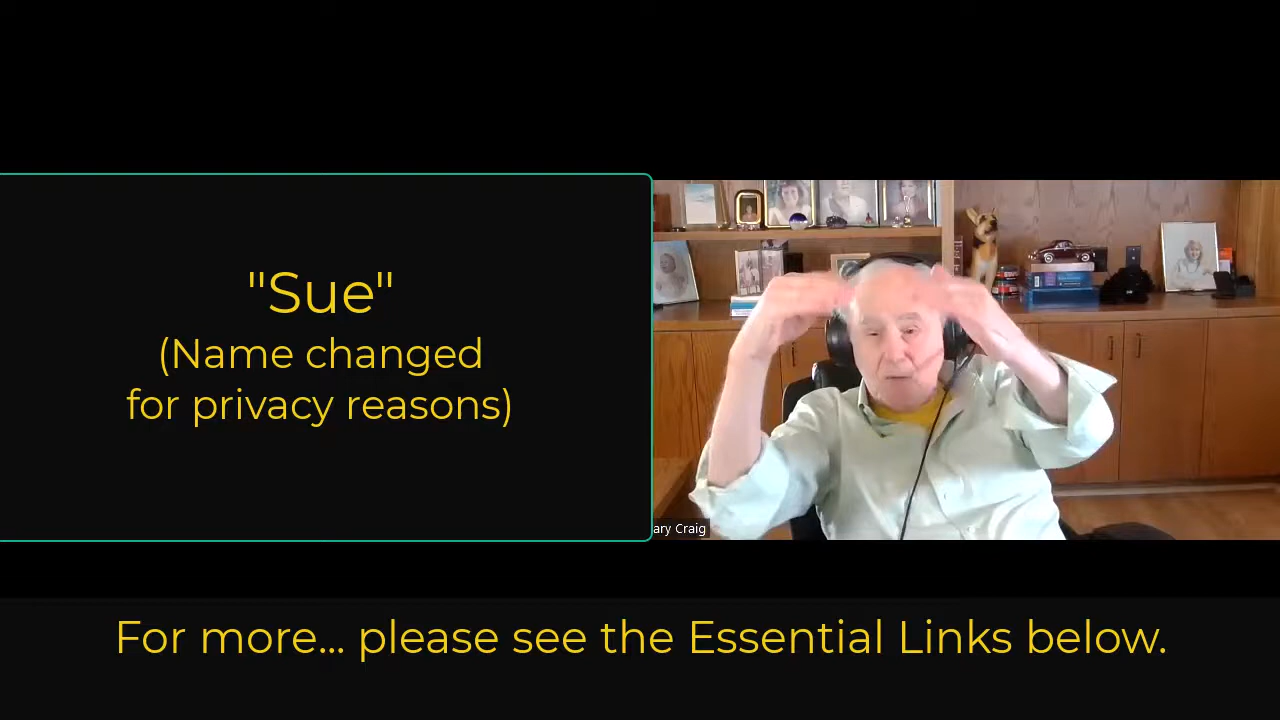 "Sue"
(Name changed
for privacy reasons)
ary Craig
For more... please see the Essential Links below.